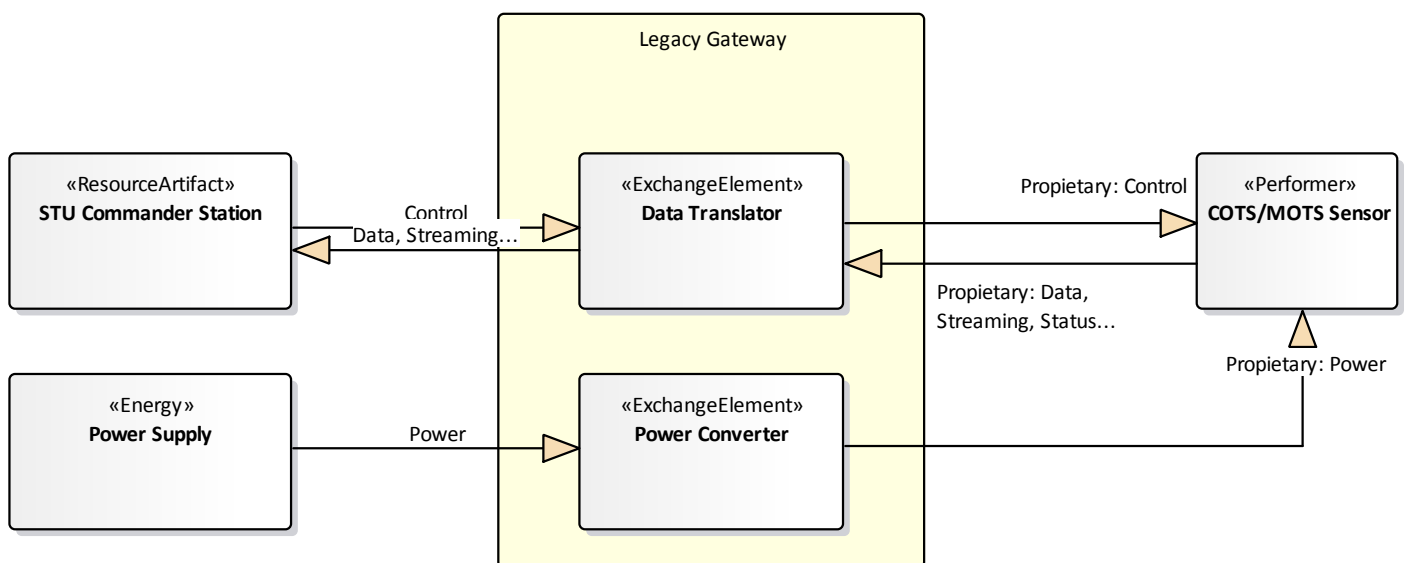 Legacy Gateway
«ResourceArtifact»
STU Commander Station
Control
Data, Streaming…
«ExchangeElement»
Data Translator
Propietary: Control
«Performer»
COTS/MOTS Sensor
Propietary: Data,
Streaming, Status…
Propietary: Power
«Energy»
Power Supply
Power
«ExchangeElement»
Power Converter